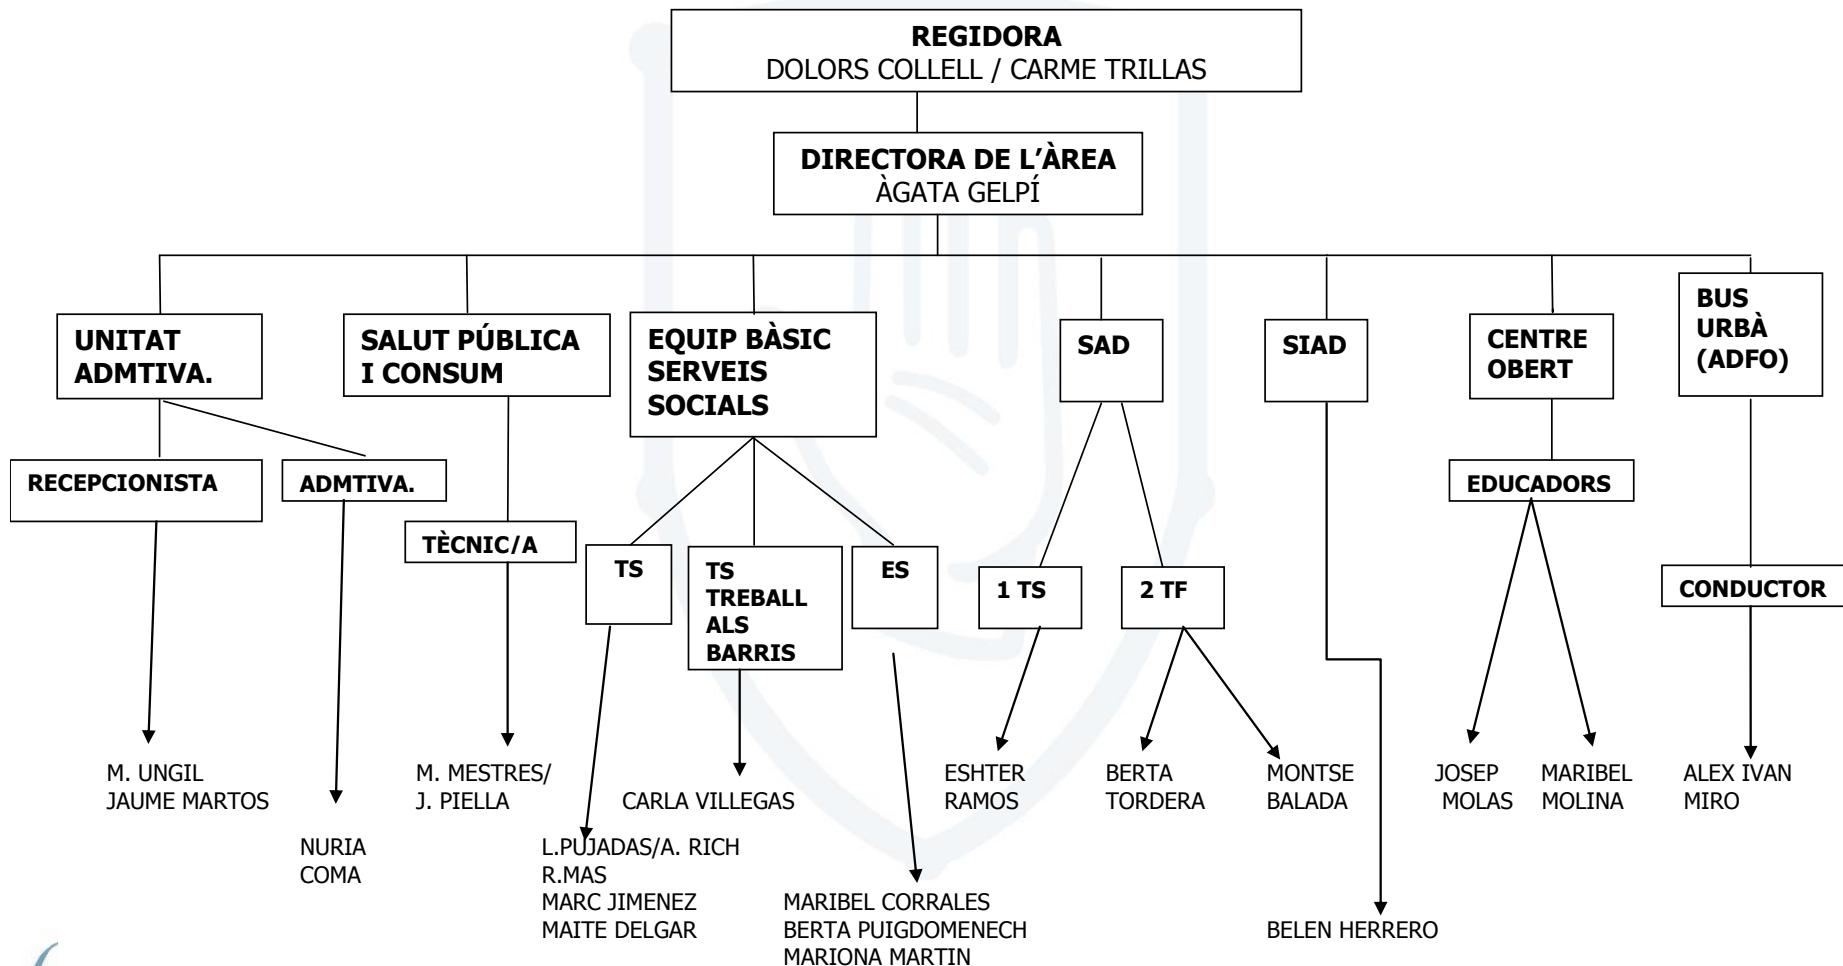 REGIDORA
DOLORS COLLELL / CARME TRILLAS
DIRECTORA DE L'ÀREA
ÀGATA GELPÍ
UNITAT
ADMTIVA.
SALUT PÚBLICA
I CONSUM
EQUIP BÀSIC
SERVEIS
SOCIALS
SAD
SIAD
CENTRE
OBERT
BUS
URBÀ
(ADFO)
RECEPCIONISTA
ADMTIVA.
TÈCNIC/A
TS
TS
TREBALL
ALS
BARRIS
ES
1 TS
2 TF
EDUCADORS
CONDUCTOR
M. UNGIL
JAUME MARTOS
NURIA
COMA
M. MESTRES/
J. PIELLA
L.PUJADAS/A. RICH
R.MAS
MARC JIMENEZ
MAITE DELGAR
CARLA VILLEGAS
MARIBEL CORRALES
BERTA PUIGDOMENECH
MARIONA MARTIN
ESHTER
RAMOS
BERTA
TORDERA
MONTSE
BALADA
BELEN HERRERO
JOSEP
MOLAS
MARIBEL
MOLINA
ALEX IVAN
MIRO